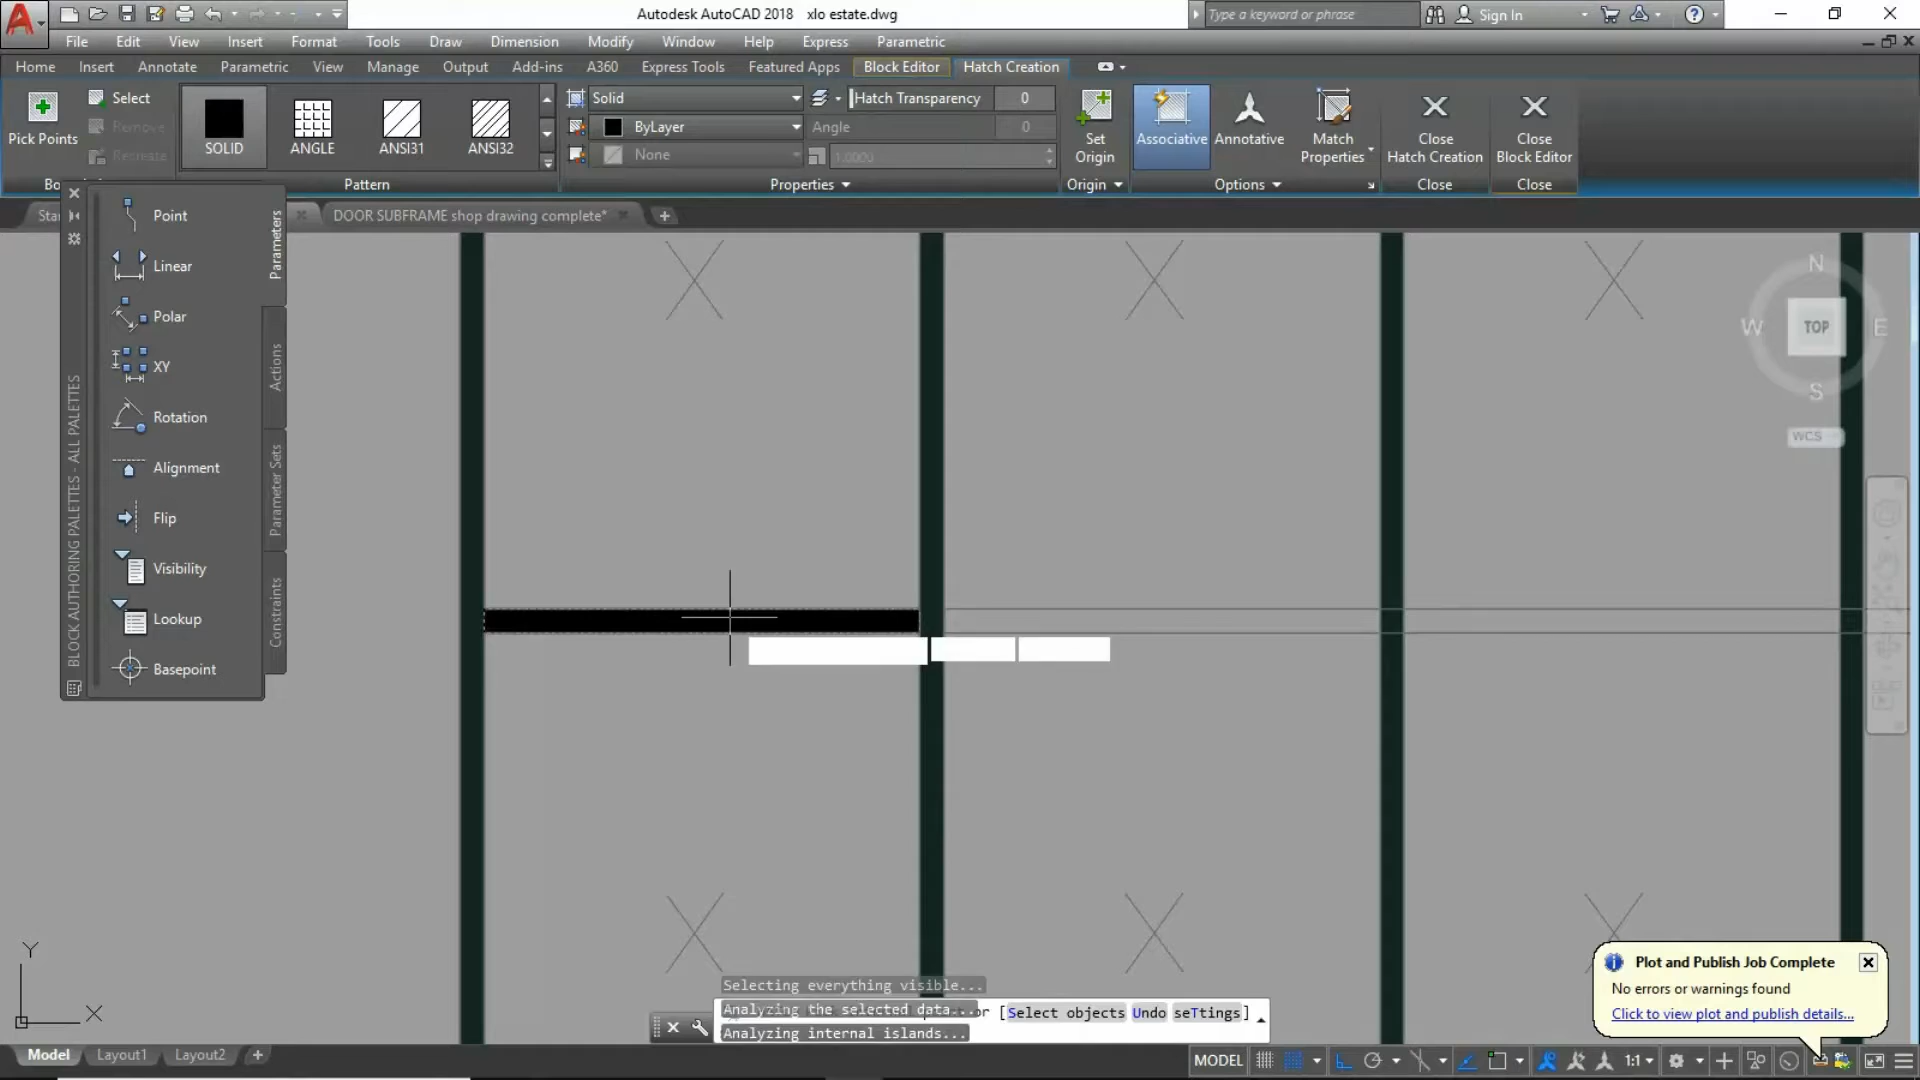 Autodesk AutoCAD 2018 xlo estate.dwg
Type a keyword or phrase
Sign In
File Edit View Insert Format Tools Draw Dimension Modify Window Help Express Parametric
Home Insert Annotate Parametric View Manage Output Add-ins A360 Express Tools Featured Apps Block Editor Hatch Creation
Pick Points
Select
Remove
Recreate
SOLID
ANGLE
ANSI31
ANSI32
Pattern
Solid
ByLayer
None
Hatch Transparency 0
Angle 0
1.0000
Properties
Set
Origin
Origin
Associative
Annotative
Match
Properties
Options
Close
Hatch Creation
Close
Close
Block Editor
Close
DOOR SUBFRAME shop drawing complete*
Point
Linear
Polar
XY
Rotation
Alignment
Flip
Visibility
Lookup
Basepoint
Parameters
Actions
Parameter Sets
Constraints
BLOCK AUTHORING PALETTES - ALL PALETTES
N
W TOP E
S
WCS
Y
X
Selecting everything visible...
Analyzing the selected data...
or [Select objects Undo seTtings]
Analyzing internal islands...
Plot and Publish Job Complete
No errors or warnings found
Click to view plot and publish details...
Model Layout1 Layout2
MODEL 1:1